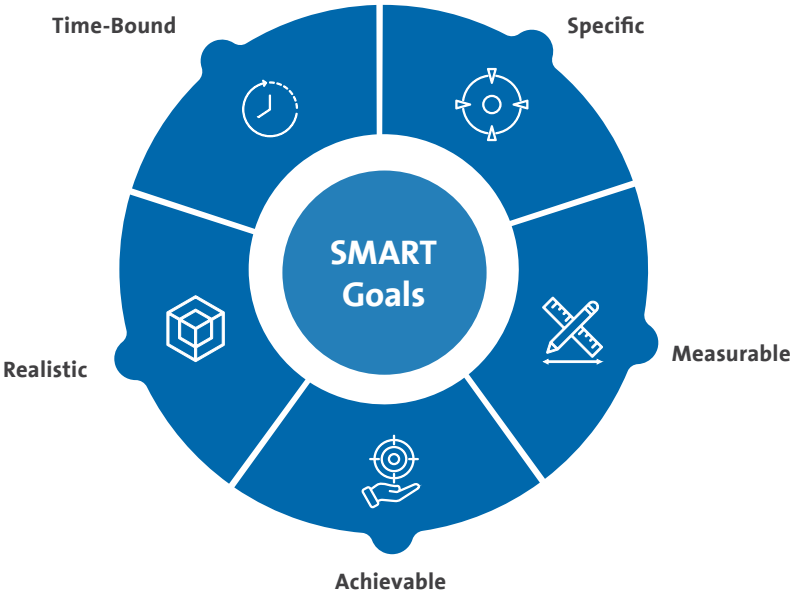 Time-Bound
Specific
SMART
Goals
Realistic
Measurable
Achievable